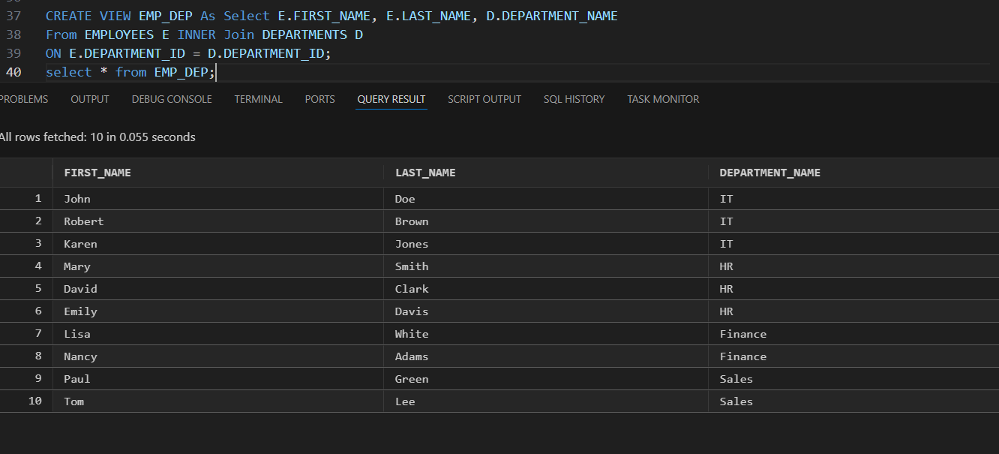 37 CREATE VIEW EMP_DEP As Select E.FIRST_NAME, E.LAST_NAME, D.DEPARTMENT_NAME
38 From EMPLOYEES E INNER Join DEPARTMENTS D
39 ON E.DEPARTMENT_ID = D.DEPARTMENT_ID;
40 select * from EMP_DEP;
PROBLEMS OUTPUT DEBUG CONSOLE TERMINAL PORTS QUERY RESULT SCRIPT OUTPUT SQL HISTORY TASK MONITOR
All rows fetched: 10 in 0.055 seconds
FIRST_NAME LAST_NAME DEPARTMENT_NAME
1 John Doe IT
2 Robert Brown IT
3 Karen Jones IT
4 Mary Smith HR
5 David Clark HR
6 Emily Davis HR
7 Lisa White Finance
8 Nancy Adams Finance
9 Paul Green Sales
10 Tom Lee Sales